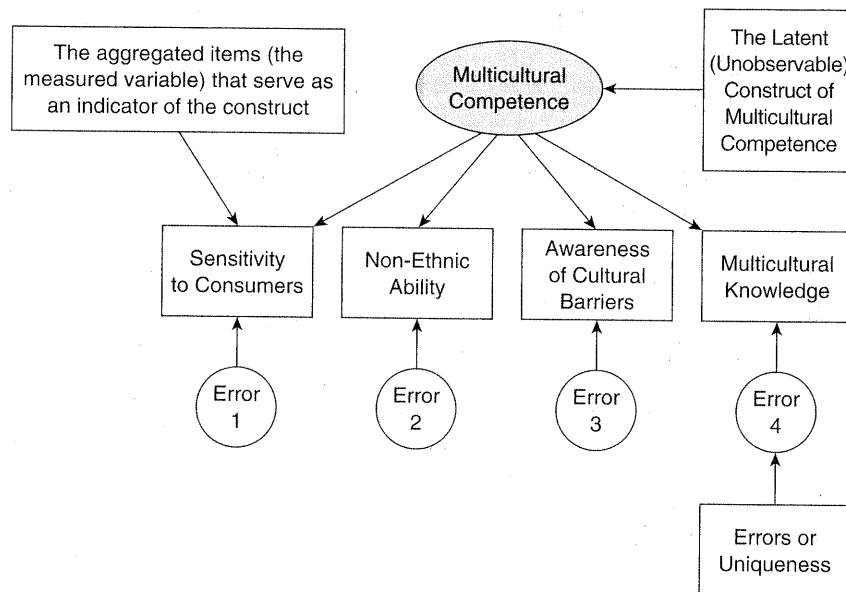 The aggregated items (the
measured variable) that serve as
an indicator of the construct
Multicultural
Competence
The Latent
(Unobservable)
Construct of
Multicultural
Competence
Sensitivity
to Consumers
Non-Ethnic
Ability
Awareness
of Cultural
Barriers
Multicultural
Knowledge
Error
1
Error
2
Error
3
Error
4
Errors or
Uniqueness